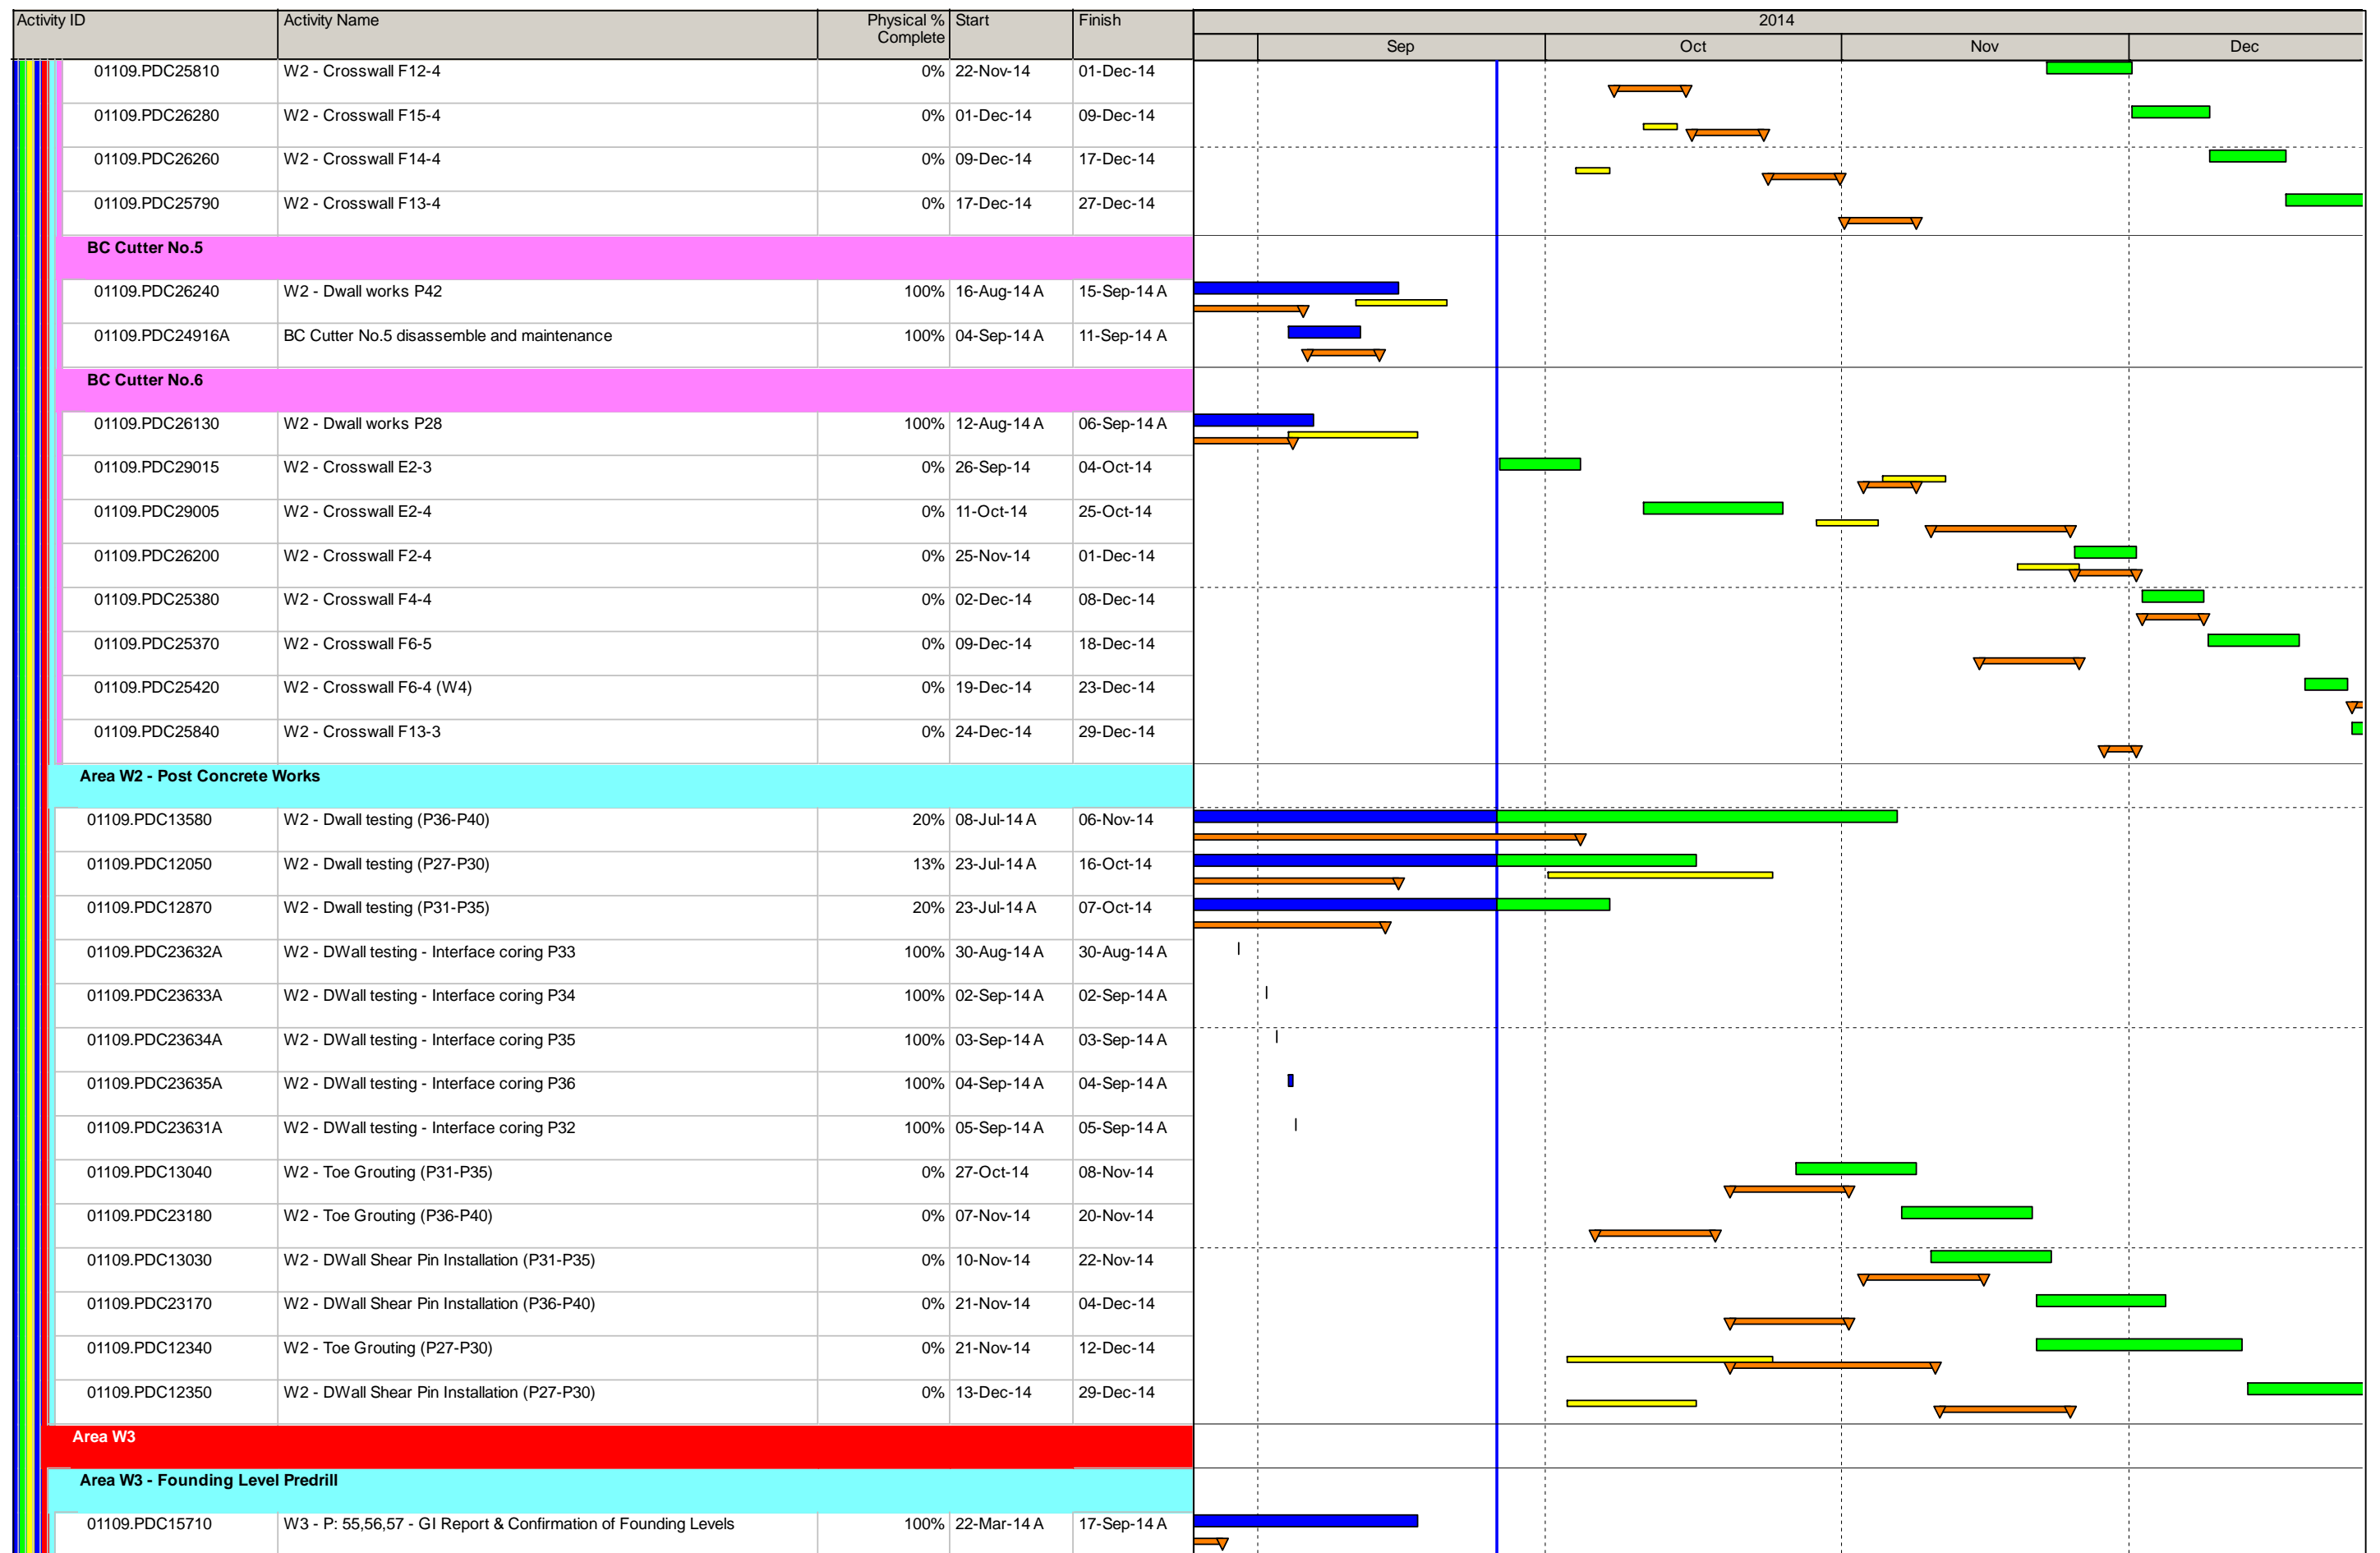 Activity ID Activity Name Physical % Complete Start Finish 2014
Sep Oct Nov Dec
01109.PDC25810 W2 - Crosswall F12-4 0% 22-Nov-14 01-Dec-14
01109.PDC26280 W2 - Crosswall F15-4 0% 01-Dec-14 09-Dec-14
01109.PDC26260 W2 - Crosswall F14-4 0% 09-Dec-14 17-Dec-14
01109.PDC25790 W2 - Crosswall F13-4 0% 17-Dec-14 27-Dec-14
BC Cutter No.5
01109.PDC26240 W2 - Dwall works P42 100% 16-Aug-14 A 15-Sep-14 A
01109.PDC24916A BC Cutter No.5 disassemble and maintenance 100% 04-Sep-14 A 11-Sep-14 A
BC Cutter No.6
01109.PDC26130 W2 - Dwall works P28 100% 12-Aug-14 A 06-Sep-14 A
01109.PDC29015 W2 - Crosswall E2-3 0% 26-Sep-14 04-Oct-14
01109.PDC29005 W2 - Crosswall E2-4 0% 11-Oct-14 25-Oct-14
01109.PDC26200 W2 - Crosswall F2-4 0% 25-Nov-14 01-Dec-14
01109.PDC25380 W2 - Crosswall F4-4 0% 02-Dec-14 08-Dec-14
01109.PDC25370 W2 - Crosswall F6-5 0% 09-Dec-14 18-Dec-14
01109.PDC25420 W2 - Crosswall F6-4 (W4) 0% 19-Dec-14 23-Dec-14
01109.PDC25840 W2 - Crosswall F13-3 0% 24-Dec-14 29-Dec-14
Area W2 - Post Concrete Works
01109.PDC13580 W2 - Dwall testing (P36-P40) 20% 08-Jul-14 A 06-Nov-14
01109.PDC12050 W2 - Dwall testing (P27-P30) 13% 23-Jul-14 A 16-Oct-14
01109.PDC12870 W2 - Dwall testing (P31-P35) 20% 23-Jul-14 A 07-Oct-14
01109.PDC23632A W2 - DWall testing - Interface coring P33 100% 30-Aug-14 A 30-Aug-14 A
01109.PDC23633A W2 - DWall testing - Interface coring P34 100% 02-Sep-14 A 02-Sep-14 A
01109.PDC23634A W2 - DWall testing - Interface coring P35 100% 03-Sep-14 A 03-Sep-14 A
01109.PDC23635A W2 - DWall testing - Interface coring P36 100% 04-Sep-14 A 04-Sep-14 A
01109.PDC23631A W2 - DWall testing - Interface coring P32 100% 05-Sep-14 A 05-Sep-14 A
01109.PDC13040 W2 - Toe Grouting (P31-P35) 0% 27-Oct-14 08-Nov-14
01109.PDC23180 W2 - Toe Grouting (P36-P40) 0% 07-Nov-14 20-Nov-14
01109.PDC13030 W2 - DWall Shear Pin Installation (P31-P35) 0% 10-Nov-14 22-Nov-14
01109.PDC23170 W2 - DWall Shear Pin Installation (P36-P40) 0% 21-Nov-14 04-Dec-14
01109.PDC12340 W2 - Toe Grouting (P27-P30) 0% 21-Nov-14 12-Dec-14
01109.PDC12350 W2 - DWall Shear Pin Installation (P27-P30) 0% 13-Dec-14 29-Dec-14
Area W3
Area W3 - Founding Level Predrill
01109.PDC15710 W3 - P: 55,56,57 - GI Report & Confirmation of Founding Levels 100% 22-Mar-14 A 17-Sep-14 A